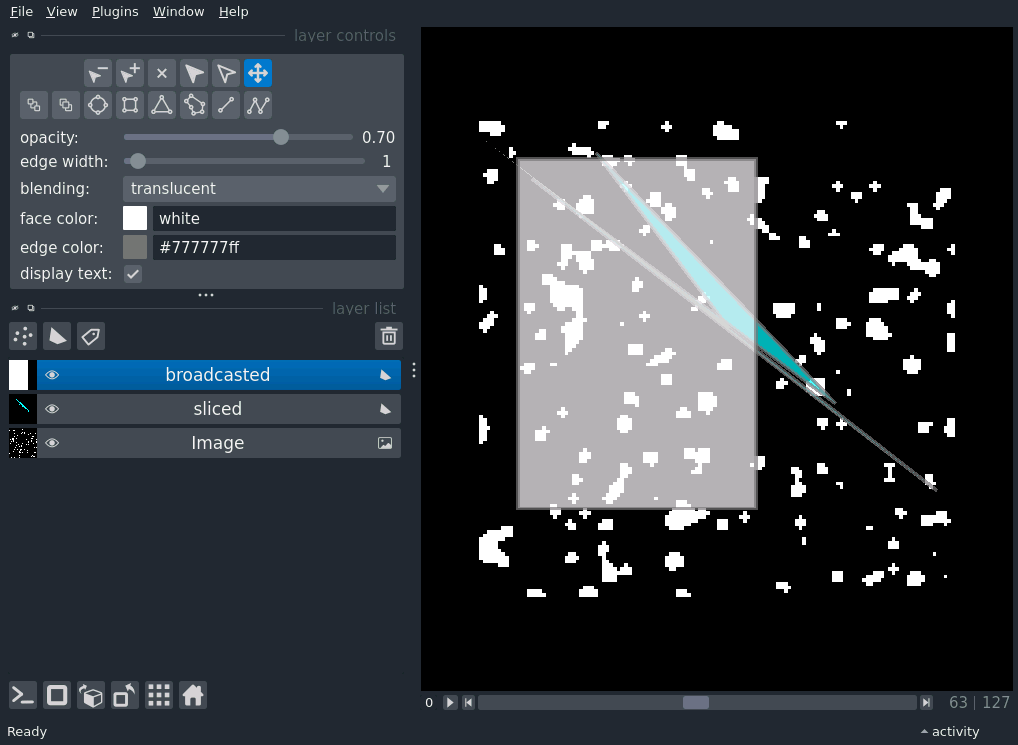 File View Plugins Window Help
layer controls
opacity: 0.70
edge width: 1
blending: translucent
face color: white
edge color: #777777ff
display text:
layer list
broadcasted
sliced
Image
0 63 | 127
Ready activity